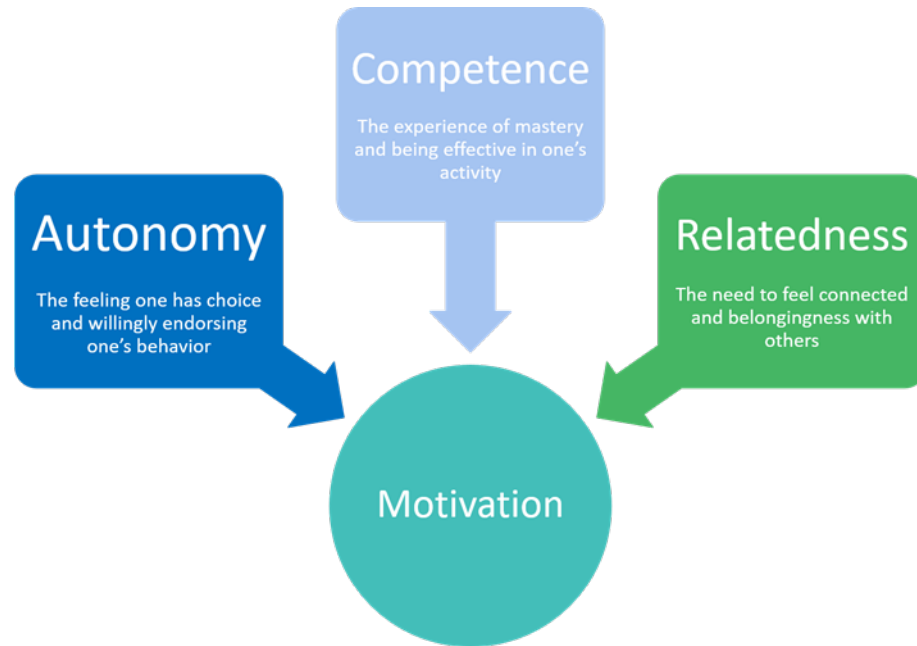 Competence
The experience of mastery
and being effective in one's
activity
Autonomy
The feeling one has choice
and willingly endorsing
one's behavior
Relatedness
The need to feel connected
and belongingness with
others
Motivation